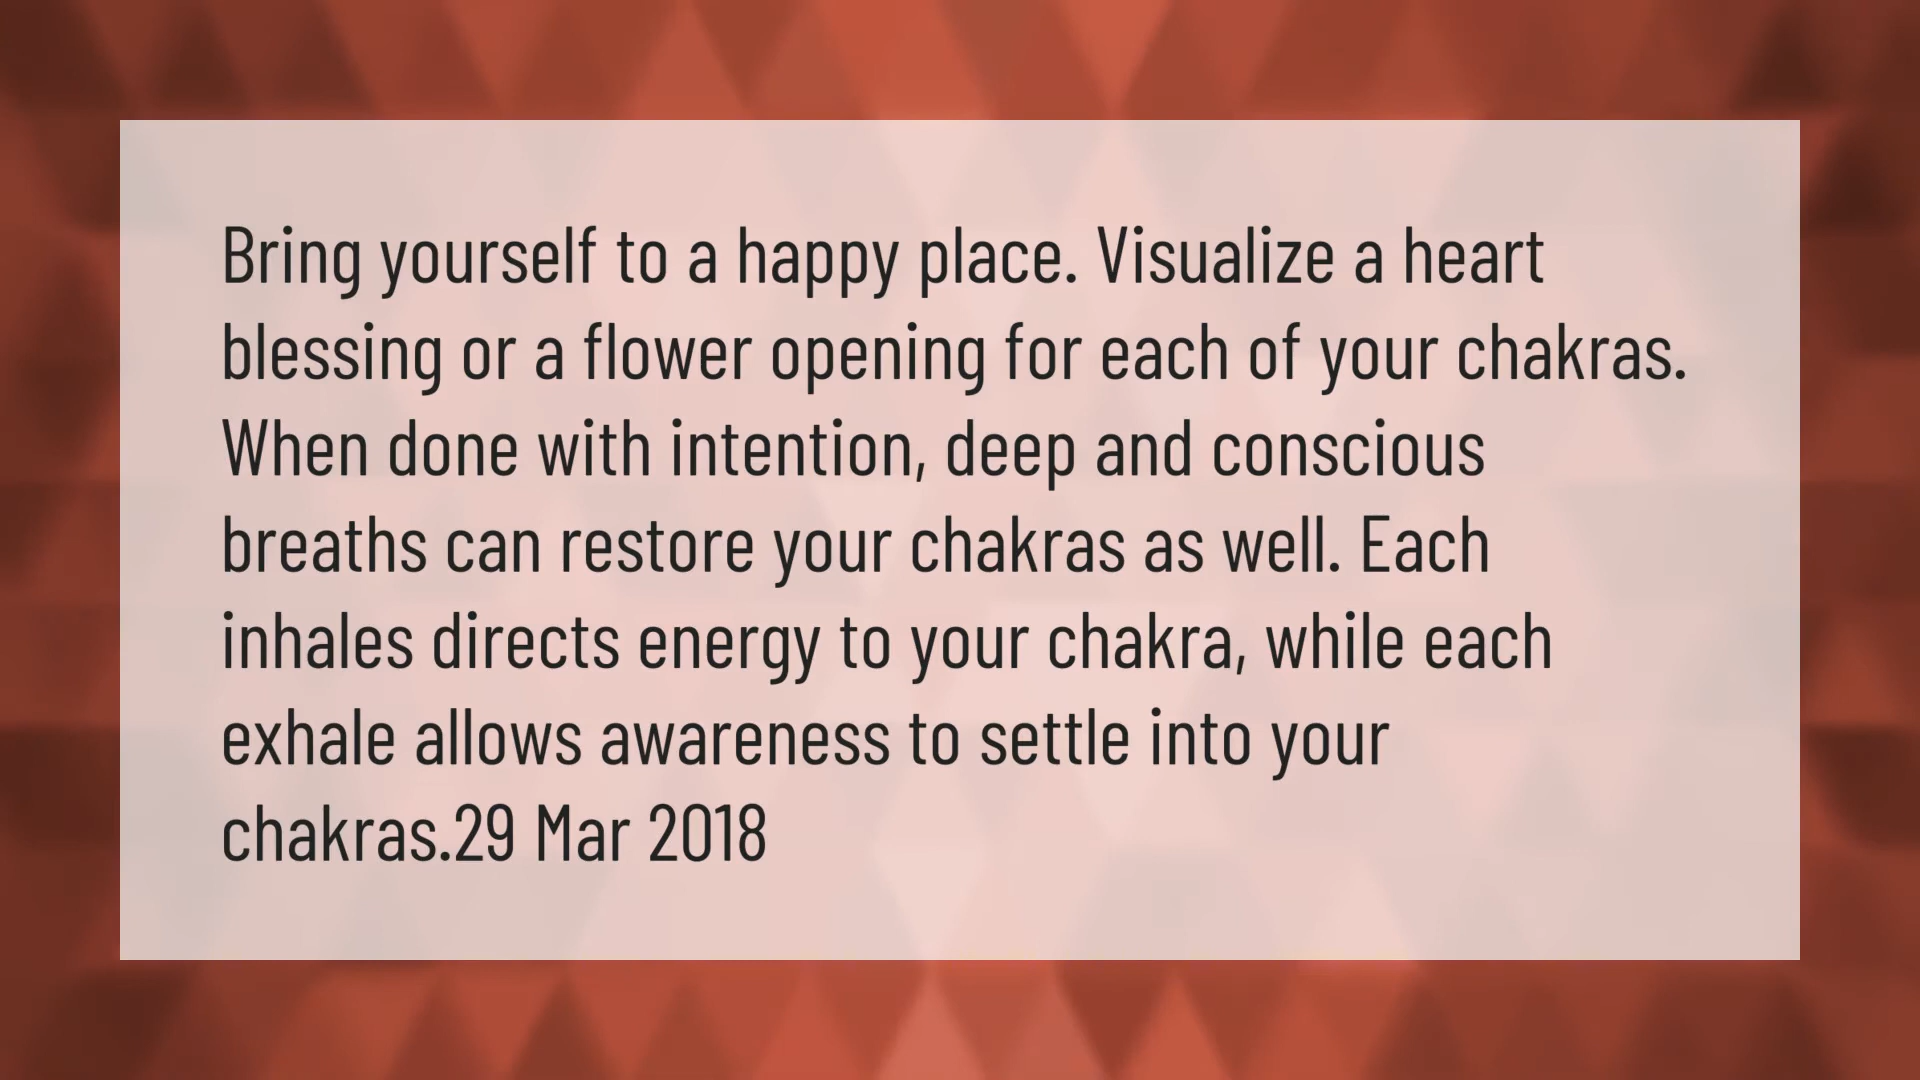 Bring yourself to a happy place. Visualize a heart
blessing or a flower opening for each of your chakras.
When done with intention, deep and conscious
breaths can restore your chakras as well. Each
inhales directs energy to your chakra, while each
exhale allows awareness to settle into your
chakras.29 Mar 2018